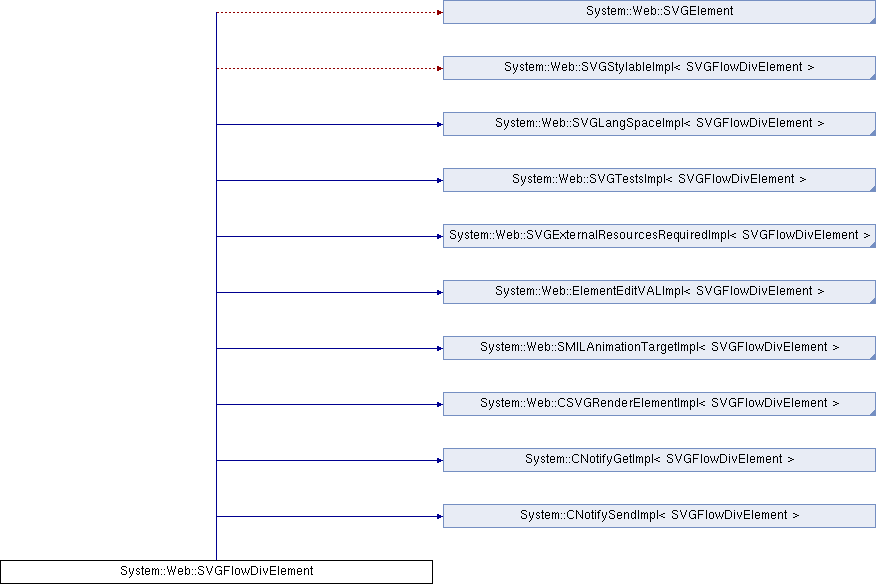 System::Web::SVGElement
System::Web::SVGStylableImpl< SVGFlowDivElement >
System::Web::SVGLangSpaceImpl< SVGFlowDivElement >
System::Web::SVGTestsImpl< SVGFlowDivElement >
System::Web::SVGExternalResourcesRequiredImpl< SVGFlowDivElement >
System::Web::ElementEditVALImpl< SVGFlowDivElement >
System::Web::SMILAnimationTargetImpl< SVGFlowDivElement >
System::Web::CSVGRenderElementImpl< SVGFlowDivElement >
System::CNotifyGetImpl< SVGFlowDivElement >
System::CNotifySendImpl< SVGFlowDivElement >
System::Web::SVGFlowDivElement